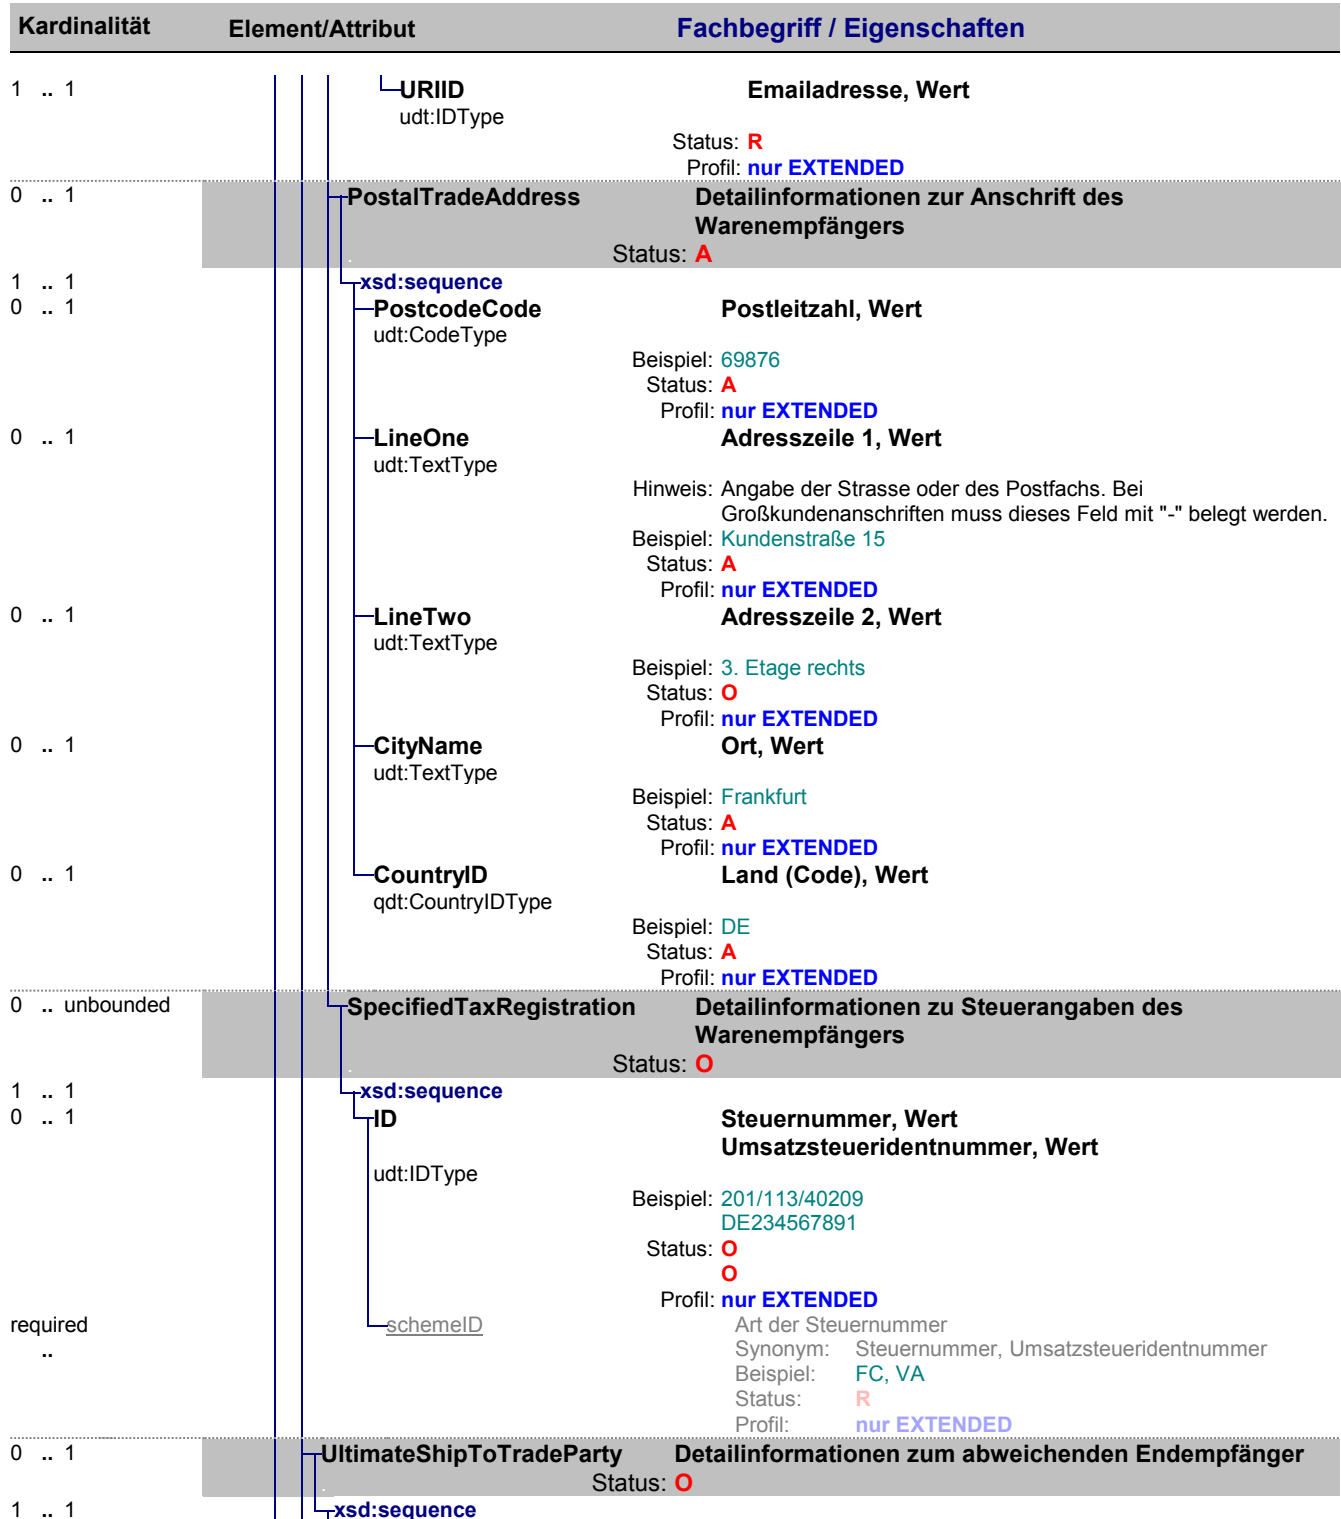 Kardinalität Element/Attribut Fachbegriff / Eigenschaften
1 .. 1 URIID Emailadresse, Wert
udt:IDType
Status: R
Profil: nur EXTENDED
0 .. 1 PostalTradeAddress Detailinformationen zur Anschrift des
Warenempfängers
. Status: A
1 .. 1 xsd:sequence
0 .. 1 PostcodeCode Postleitzahl, Wert
udt:CodeType
Beispiel: 69876
Status: A
Profil: nur EXTENDED
0 .. 1 LineOne Adresszeile 1, Wert
udt:TextType
Hinweis: Angabe der Strasse oder des Postfachs. Bei
Großkundenanschriften muss dieses Feld mit "-" belegt werden.
Beispiel: Kundenstraße 15
Status: A
Profil: nur EXTENDED
0 .. 1 LineTwo Adresszeile 2, Wert
udt:TextType
Beispiel: 3. Etage rechts
Status: O
Profil: nur EXTENDED
0 .. 1 CityName Ort, Wert
udt:TextType
Beispiel: Frankfurt
Status: A
Profil: nur EXTENDED
0 .. 1 CountryID Land (Code), Wert
qdt:CountryIDType
Beispiel: DE
Status: A
Profil: nur EXTENDED
0 .. unbounded SpecifiedTaxRegistration Detailinformationen zu Steuerangaben des
Warenempfängers
. Status: O
1 .. 1 xsd:sequence
0 .. 1 ID Steuernummer, Wert
Umsatzsteueridentnummer, Wert
udt:IDType
Beispiel: 201/113/40209
DE234567891
Status: O
O
Profil: nur EXTENDED
required schemeID Art der Steuernummer
.. Synonym: Steuernummer, Umsatzsteueridentnummer
Beispiel: FC, VA
Status: R
Profil: nur EXTENDED
0 .. 1 UltimateShipToTradeParty Detailinformationen zum abweichenden Endempfänger
. Status: O
1 .. 1 xsd:sequence